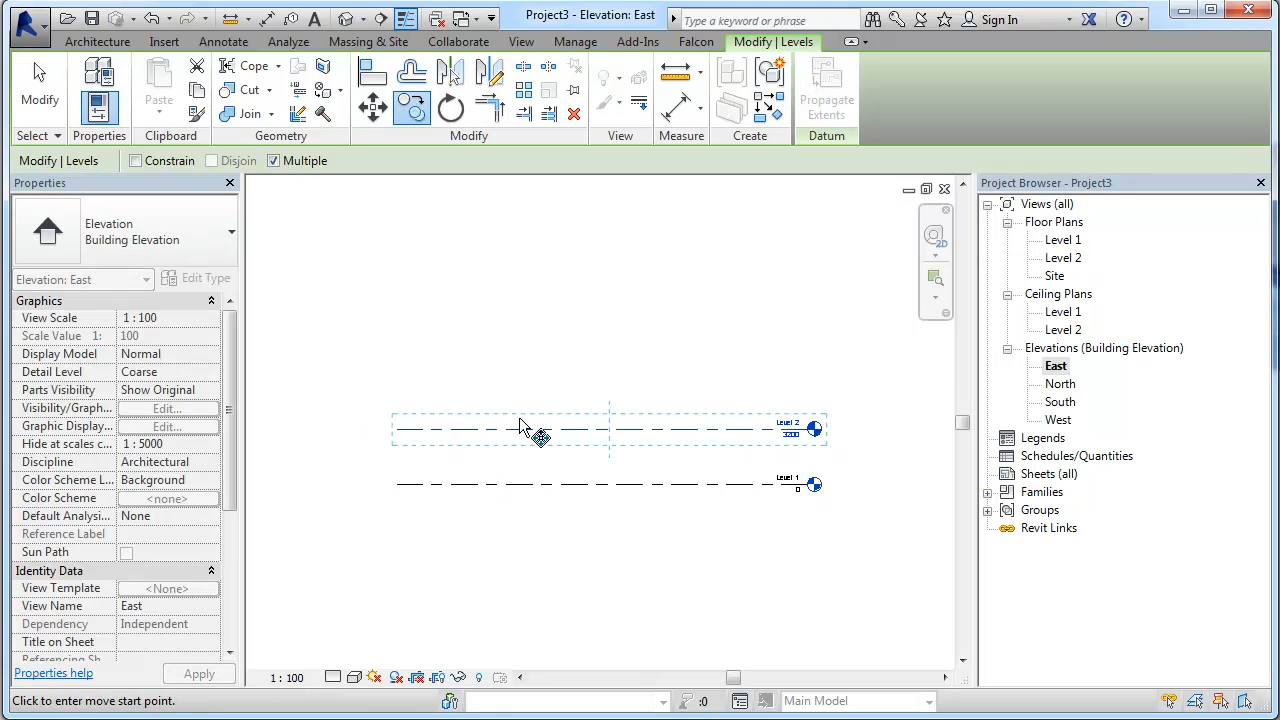 Project3 - Elevation: East
Type a keyword or phrase
Sign In
Architecture Insert Annotate Analyze Massing & Site Collaborate View Manage Add-Ins Falcon Modify | Levels
Modify
Properties
Paste
Cope
Cut
Join
Propagate
Extents
Select Properties Clipboard Geometry Modify View Measure Create Datum
Modify | Levels Constrain Disjoin Multiple
Properties
Elevation
Building Elevation
Elevation: East Edit Type
Graphics
View Scale 1 : 100
Scale Value 1: 100
Display Model Normal
Detail Level Coarse
Parts Visibility Show Original
Visibility/Graph... Edit...
Graphic Display... Edit...
Hide at scales c... 1 : 5000
Discipline Architectural
Color Scheme L... Background
Color Scheme <none>
Default Analysi... None
Reference Label
Sun Path
Identity Data
View Template <None>
View Name East
Dependency Independent
Title on Sheet
Referencing Sh
Properties help Apply
2D
Level 2
Level 1
0
1 : 100
Project Browser - Project3
Views (all)
Floor Plans
Level 1
Level 2
Site
Ceiling Plans
Level 1
Level 2
Elevations (Building Elevation)
East
North
South
West
Legends
Schedules/Quantities
Sheets (all)
Families
Groups
Revit Links
Click to enter move start point. :0 Main Model